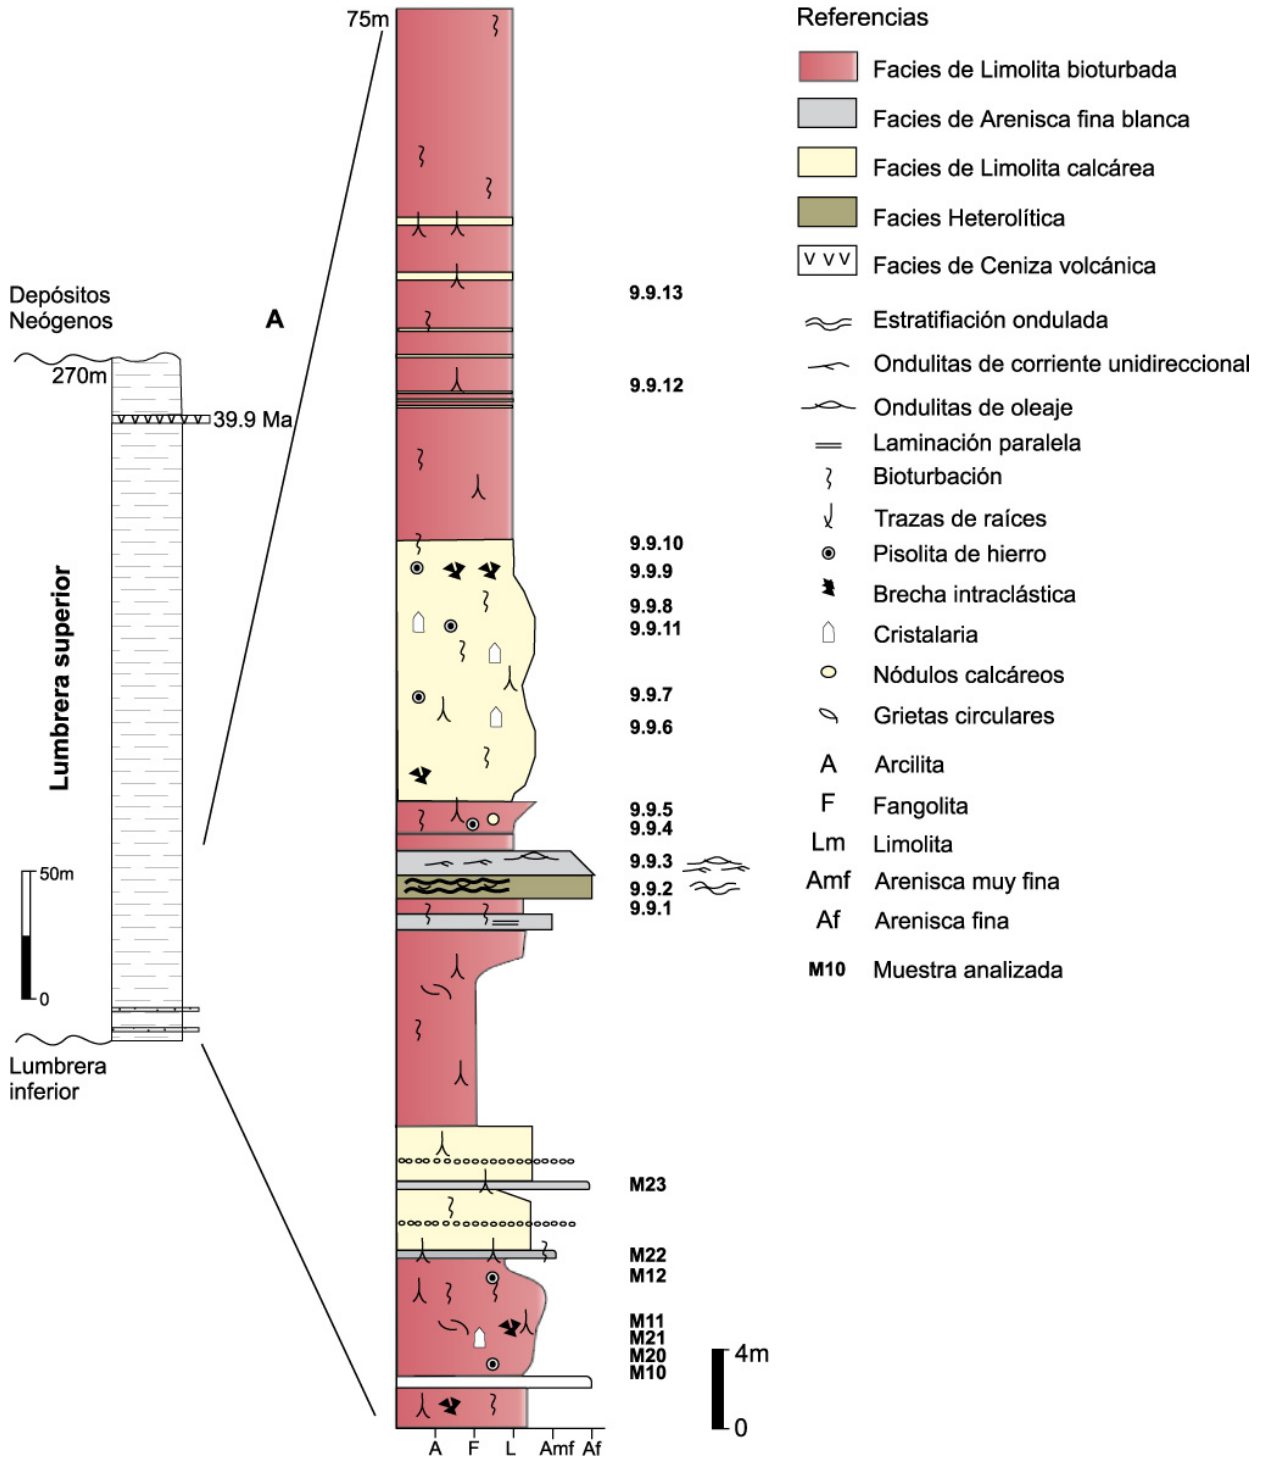 75m
Depósitos
Neógenos
A
270m
39.9 Ma
Lumbrera superior
50m
0
Lumbrera
inferior
9.9.13
9.9.12
9.9.10
9.9.9
9.9.8
9.9.11
9.9.7
9.9.6
9.9.5
9.9.4
9.9.3
9.9.2
9.9.1
M23
M22
M12
M11
M21
M20
M10
4m
0
A F L Amf Af
Referencias
Facies de Limolita bioturbada
Facies de Arenisca fina blanca
Facies de Limolita calcárea
Facies Heterolítica
V V V Facies de Ceniza volcánica
Estratifiación ondulada
Ondulitas de corriente unidireccional
Ondulitas de oleaje
Laminación paralela
Bioturbación
Trazas de raíces
Pisolita de hierro
Brecha intraclástica
Cristalaria
Nódulos calcáreos
Grietas circulares
A Arcilita
F Fangolita
Lm Limolita
Amf Arenisca muy fina
Af Arenisca fina
M10 Muestra analizada